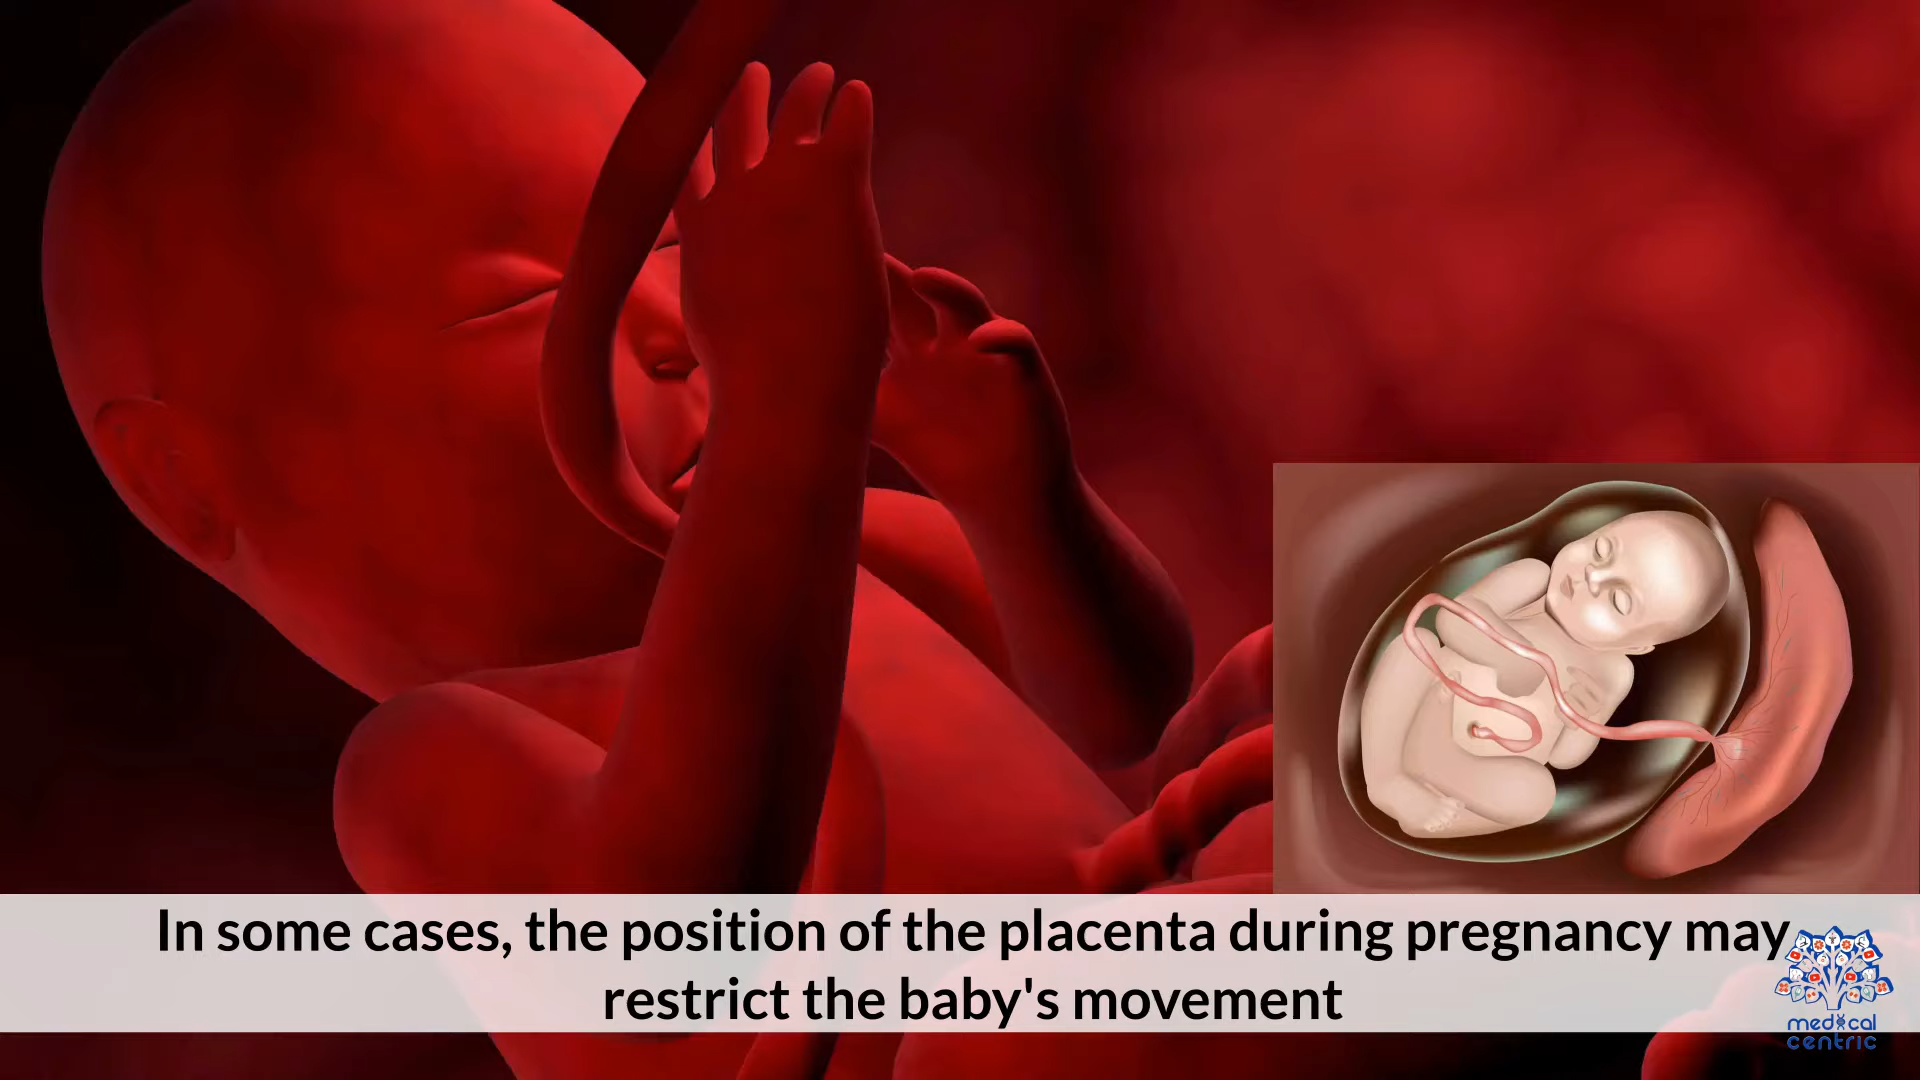 In some cases, the position of the placenta during pregnancy may
restrict the baby's movement
medical
centric